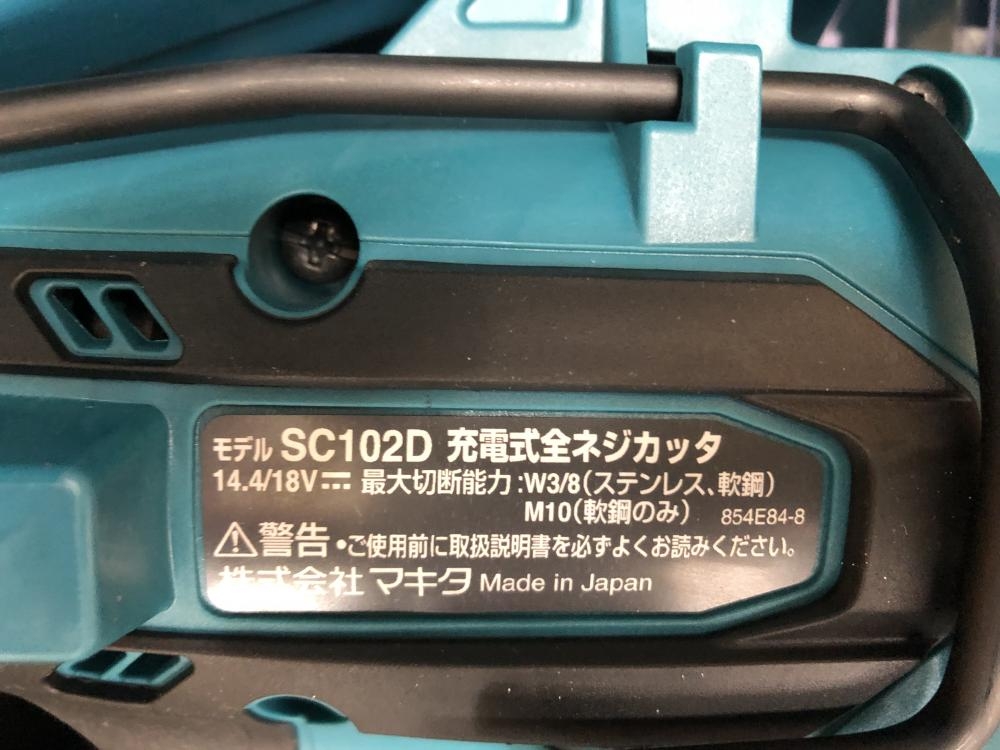 モデル SC102D 充電式全ネジカッタ
14.4/18V⎓ 最大切断能力:W3/8(ステンレス、軟鋼)
M10(軟鋼のみ) 854E84-8
⚠警告 •ご使用前に取扱説明書を必ずよくお読みください。
株式会社 マキタ Made in Japan